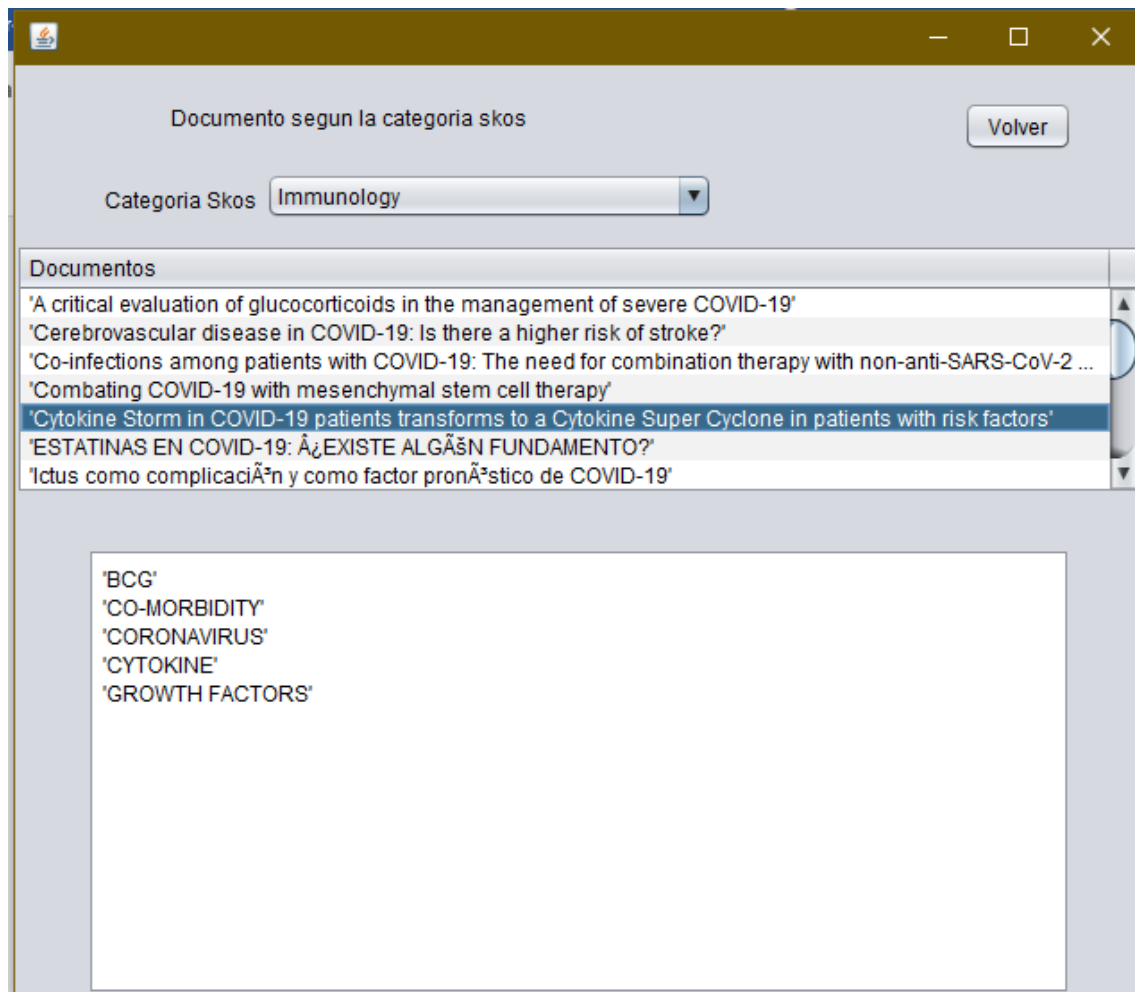 Documento segun la categoria skos
Volver
Categoria Skos Immunology
Documentos
'A critical evaluation of glucocorticoids in the management of severe COVID-19'
'Cerebrovascular disease in COVID-19: Is there a higher risk of stroke?'
'Co-infections among patients with COVID-19: The need for combination therapy with non-anti-SARS-CoV-2 ...
'Combating COVID-19 with mesenchymal stem cell therapy'
'Cytokine Storm in COVID-19 patients transforms to a Cytokine Super Cyclone in patients with risk factors'
'ESTATINAS EN COVID-19: Â¿EXISTE ALGÃšN FUNDAMENTO?'
'Ictus como complicaciÃ³n y como factor pronÃ³stico de COVID-19'
'BCG'
'CO-MORBIDITY'
'CORONAVIRUS'
'CYTOKINE'
'GROWTH FACTORS'